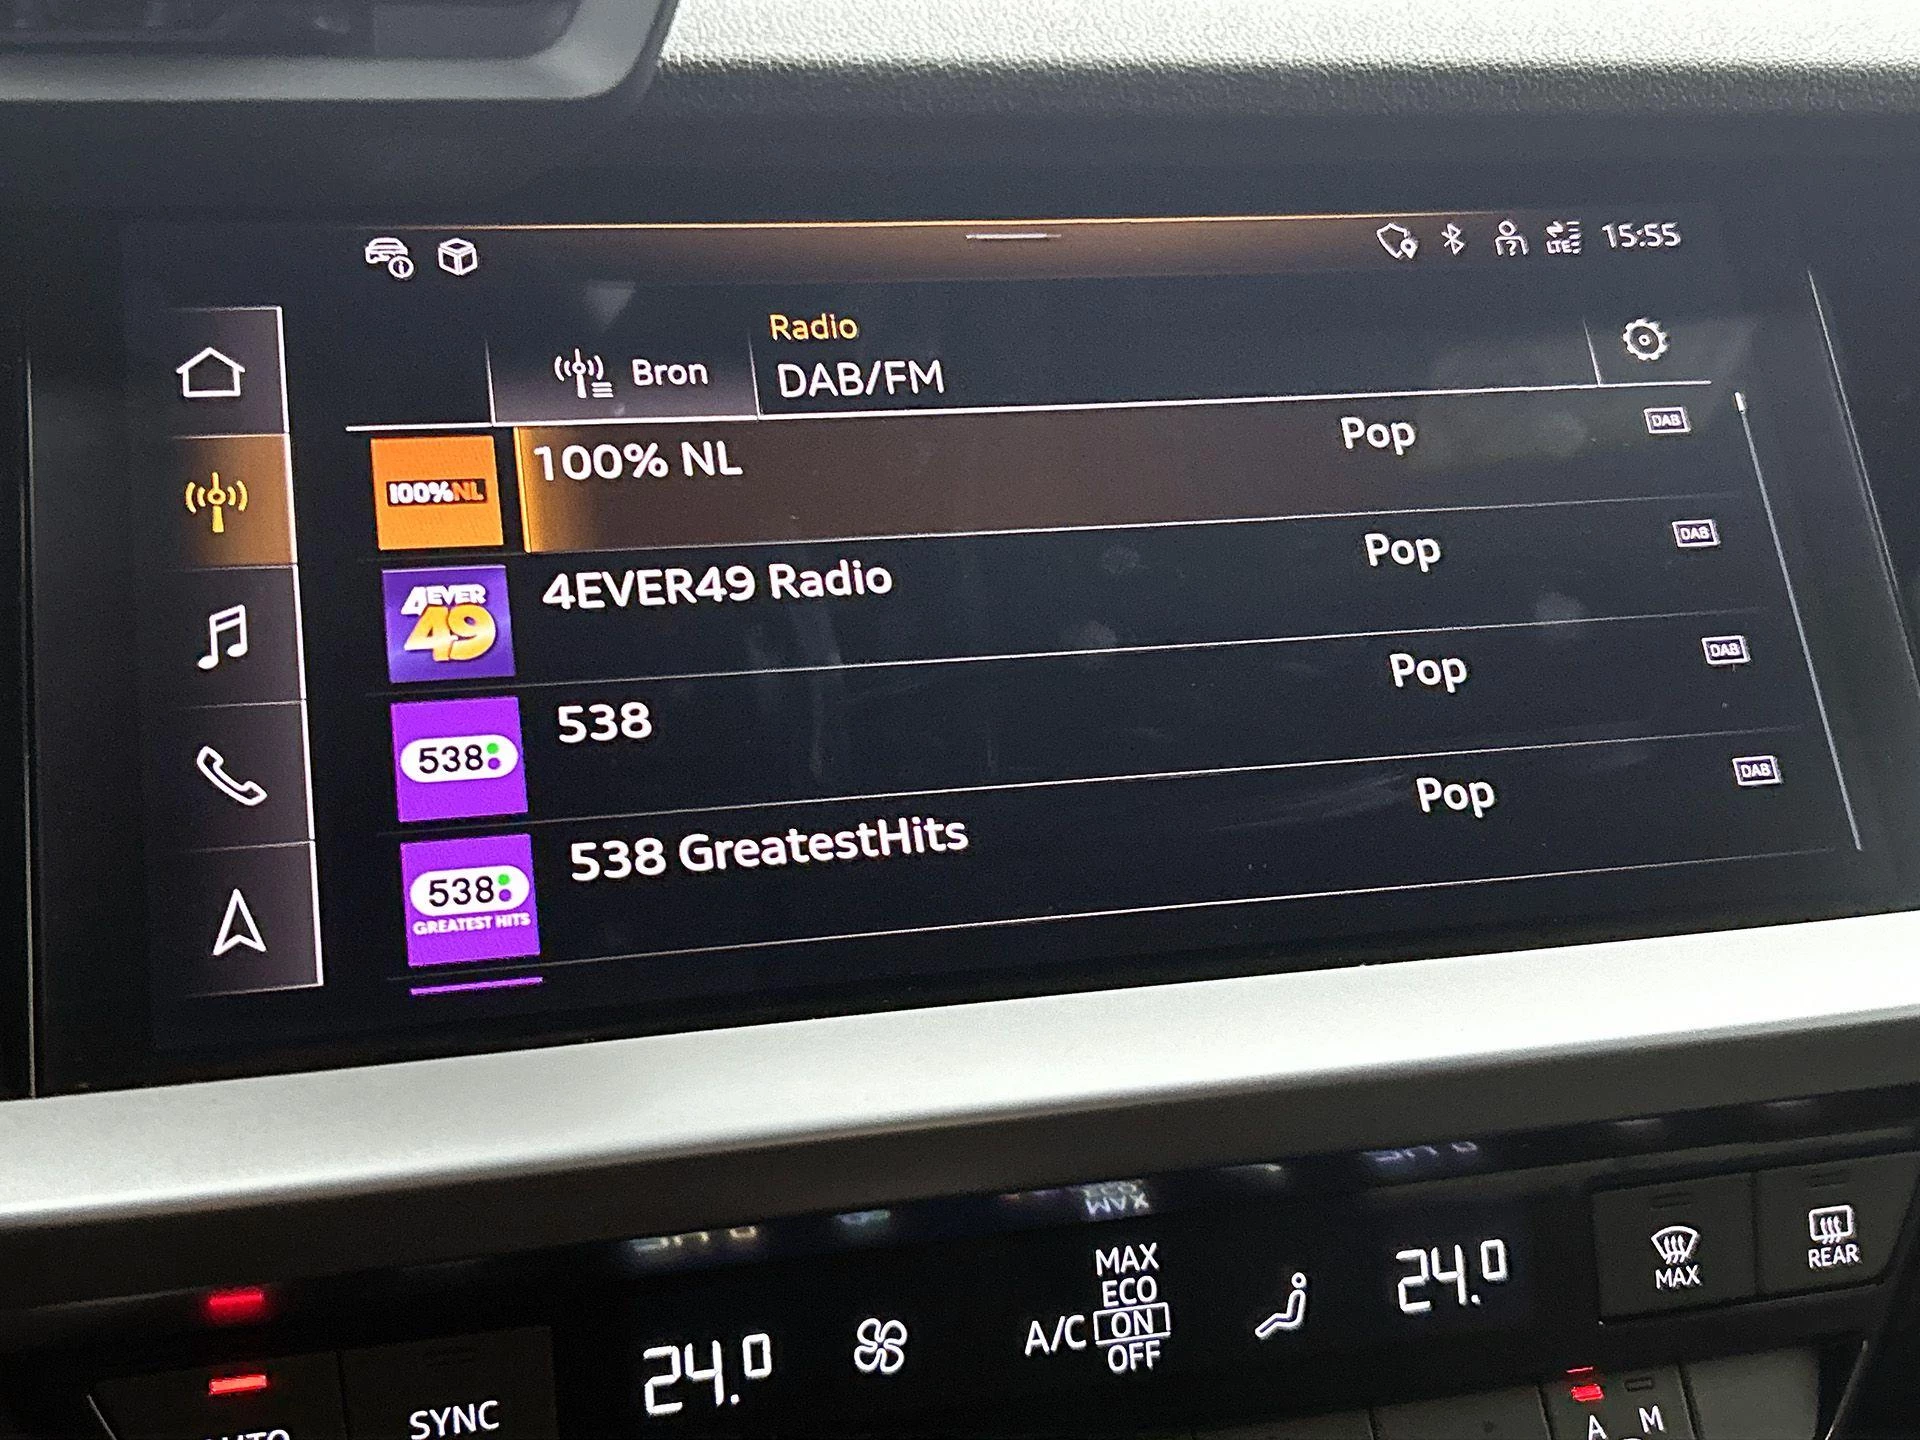 LTE 15:55
Radio
Bron DAB/FM
100%NL 100% NL Pop DAB
4EVER 49 4EVER49 Radio Pop DAB
538 538 Pop DAB
538 GREATEST HITS 538 GreatestHits Pop DAB
MAX
ECO
A/C ON
OFF
24.0
24.0
MAX
REAR
AUTO
SYNC
A M